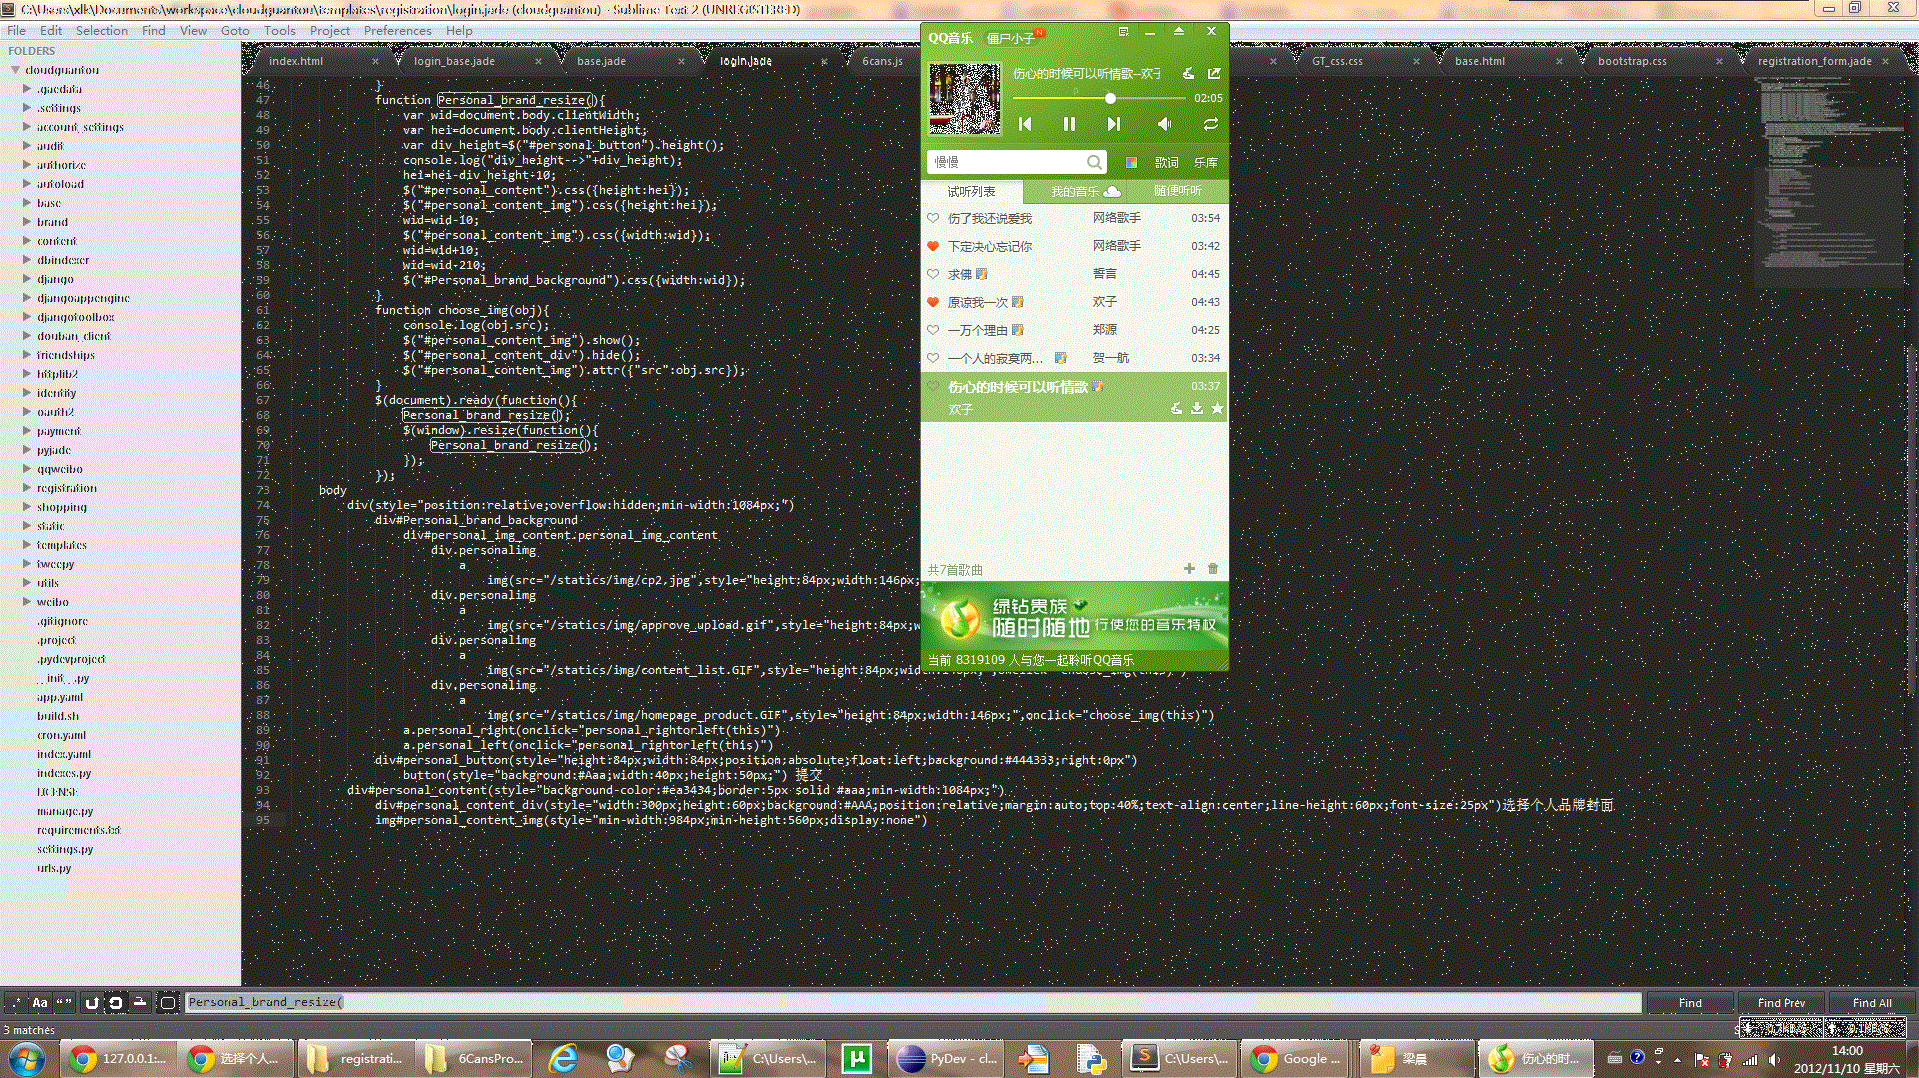 C:\Users\xlk\Documents\workspace\cloudguantou\templates\registration\login.jade (cloudguantou) - Sublime Text 2 (UNREGISTERED)
File Edit Selection Find View Goto Tools Project Preferences Help
FOLDERS
cloudguantou
.gaedata
.settings
account_settings
audit
authorize
autoload
base
brand
content
dbindexer
django
djangoappengine
djangotoolbox
douban_client
friendships
httplib2
identity
oauth2
payment
pyjade
qqweibo
registration
shopping
static
templates
tweepy
utils
weibo
.gitignore
.project
.pydevproject
__init__.py
app.yaml
build.sh
cron.yaml
index.yaml
indexes.py
LICENSE
manage.py
requirements.txt
settings.py
urls.py
index.html login_base.jade base.jade login.jade 6cans.js GT_css.css base.html bootstrap.css registration_form.jade
46 }
47 function Personal_brand_resize(){
48 var wid=document.body.clientWidth;
49 var hei=document.body.clientHeight;
50 var div_height=$("#personal_button").height();
51 console.log("div_height-->"+div_height);
52 hei=hei-div_height-10;
53 $("#personal_content").css({height:hei});
54 $("#personal_content_img").css({height:hei});
55 wid=wid-10;
56 $("#personal_content_img").css({width:wid});
57 wid=wid+10;
58 wid=wid-210;
59 $("#Personal_brand_background").css({width:wid});
60 }
61 function choose_img(obj){
62 console.log(obj.src);
63 $("#personal_content_img").show();
64 $("#personal_content_div").hide();
65 $("#personal_content_img").attr({"src":obj.src});
66 }
67 $(document).ready(function(){
68 Personal_brand_resize();
69 $(window).resize(function(){
70 Personal_brand_resize();
71 });
72 });
73 body
74 div(style="position:relative;overflow:hidden;min-width:1084px;")
75 div#Personal_brand_background
76 div#personal_img_content.personal_img_content
77 div.personalimg
78 a
79 img(src="/statics/img/cp2.jpg",style="height:84px;width:146px;
80 div.personalimg
81 a
82 img(src="/statics/img/approve_upload.gif",style="height:84px;w
83 div.personalimg
84 a
85 img(src="/statics/img/content_list.GIF",style="height:84px;width:146px;",onclick="choose_img(this)")
86 div.personalimg
87 a
88 img(src="/statics/img/homepage_product.GIF",style="height:84px;width:146px;",onclick="choose_img(this)")
89 a.personal_right(onclick="personal_rightorleft(this)")
90 a.personal_left(onclick="personal_rightorleft(this)")
91 div#personal_button(style="height:84px;width:84px;position:absolute;float:left;background:#444333;right:0px")
92 button(style="background:#Aaa;width:40px;height:50px;") 提交
93 div#personal_content(style="background-color:#ea3434;border:5px solid #aaa;min-width:1084px;")
94 div#personal_content_div(style="width:300px;height:60px;background:#AAA;position:relative;margin:auto;top:40%;text-align:center;line-height:60px;font-size:25px")选择个人品牌封面
95 img#personal_content_img(style="min-width:984px;min-height:560px;display:none")
QQ音乐 僵尸小子 N
伤心的时候可以听情歌--欢子
02:05
慢慢 歌词 乐库
试听列表 我的音乐 随便听听
伤了我还说爱我 网络歌手 03:54
下定决心忘记你 网络歌手 03:42
求佛 誓言 04:45
原谅我一次 欢子 04:43
一万个理由 郑源 04:25
一个人的寂寞两... 贺一航 03:34
伤心的时候可以听情歌 03:37
欢子
共7首歌曲
绿钻贵族
随时随地 行使您的音乐特权
当前 8319109 人与您一起聆听QQ音乐
Aa “ ” Personal_brand_resize( Find Find Prev Find All
3 matches
127.0.0.1:... 选择个人... registrati... 6CansPro... C:\Users\... PyDev - cl... C:\Users\... Google ... 梁晨 伤心的时... 14:00
2012/11/10 星期六